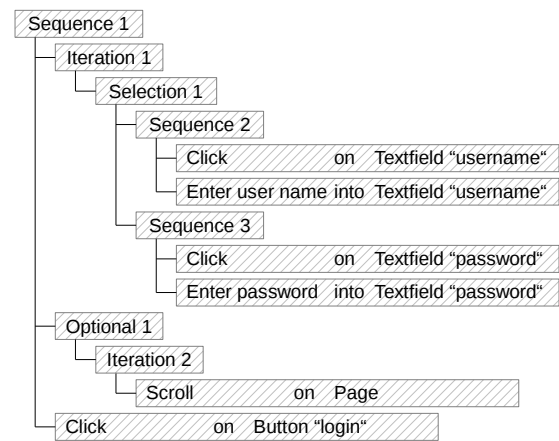 Sequence 1
Iteration 1
Selection 1
Sequence 2
Click on Textfield “username“
Enter user name into Textfield “username“
Sequence 3
Click on Textfield “password“
Enter password into Textfield “password“
Optional 1
Iteration 2
Scroll on Page
Click on Button “login“